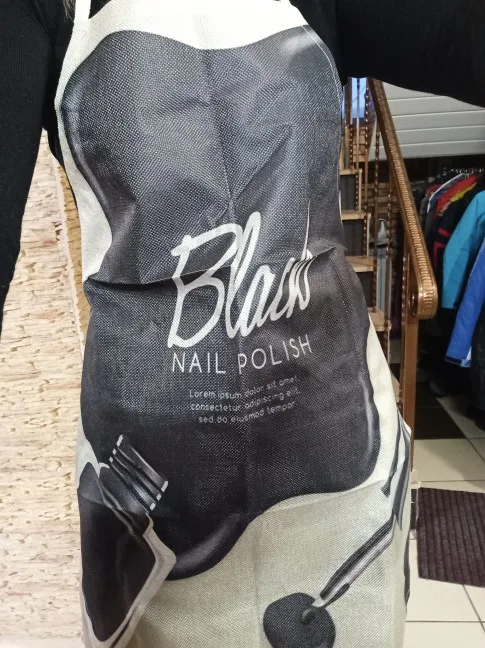 Black
NAIL POLISH
Lorem ipsum dolor sit amet,
consectetur adipiscing elit,
sed do eiusmod tempor